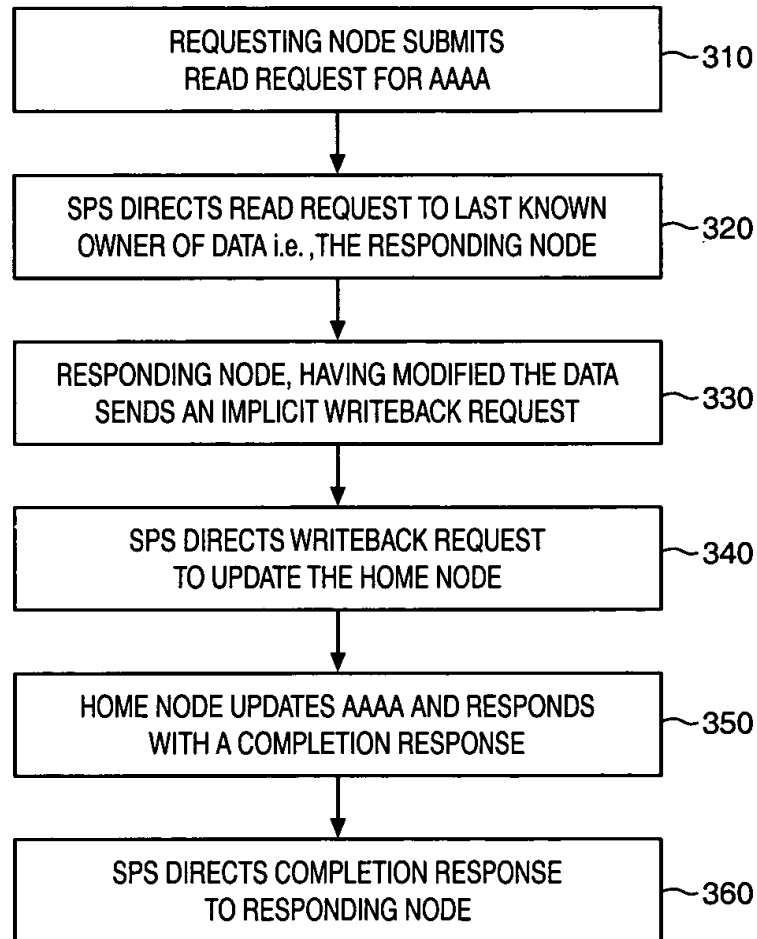 REQUESTING NODE SUBMITS
READ REQUEST FOR AAAA
310
SPS DIRECTS READ REQUEST TO LAST KNOWN
OWNER OF DATA i.e. ,THE RESPONDING NODE
320
RESPONDING NODE, HAVING MODIFIED THE DATA
SENDS AN IMPLICIT WRITEBACK REQUEST
330
SPS DIRECTS WRITEBACK REQUEST
TO UPDATE THE HOME NODE
340
HOME NODE UPDATES AAAA AND RESPONDS
WITH A COMPLETION RESPONSE
350
SPS DIRECTS COMPLETION RESPONSE
TO RESPONDING NODE
360